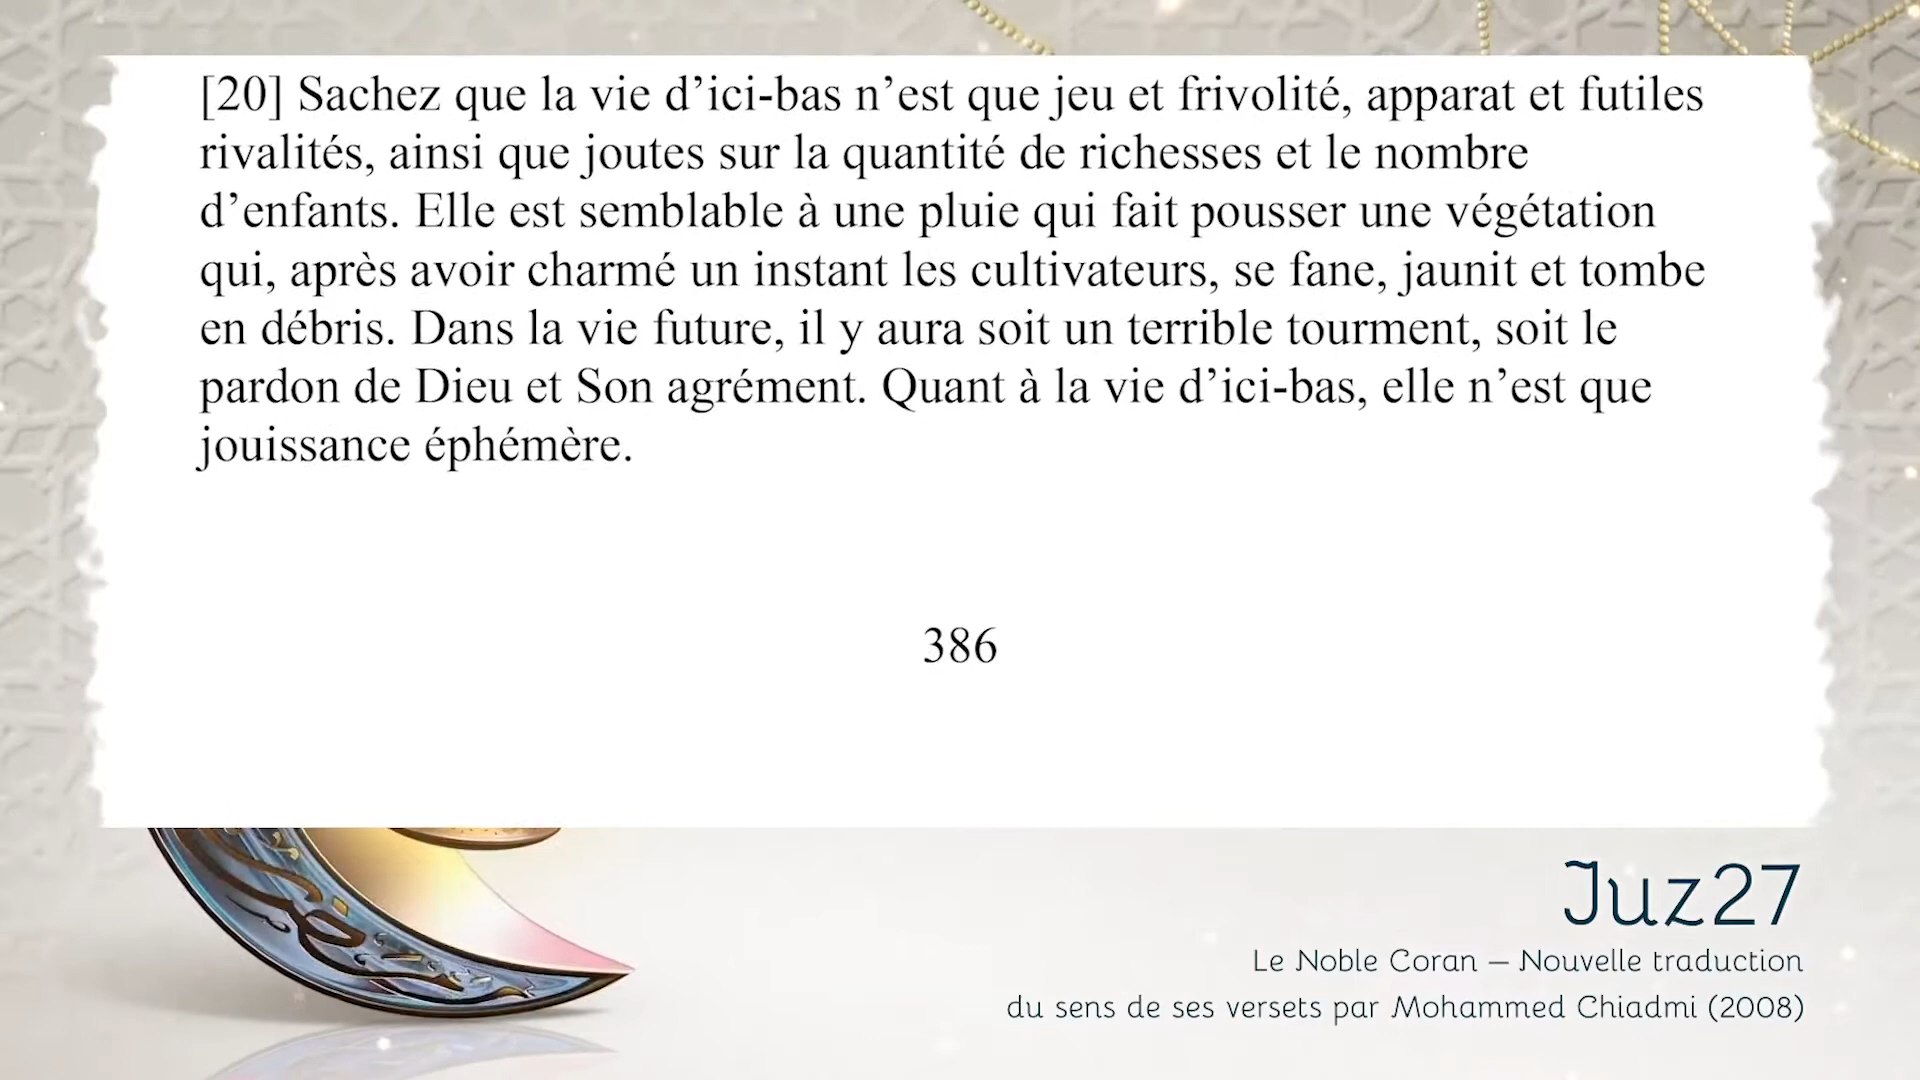 [20] Sachez que la vie d’ici-bas n’est que jeu et frivolité, apparat et futiles
rivalités, ainsi que joutes sur la quantité de richesses et le nombre
d’enfants. Elle est semblable à une pluie qui fait pousser une végétation
qui, après avoir charmé un instant les cultivateurs, se fane, jaunit et tombe
en débris. Dans la vie future, il y aura soit un terrible tourment, soit le
pardon de Dieu et Son agrément. Quant à la vie d’ici-bas, elle n’est que
jouissance éphémère.
386
Juz27
Le Noble Coran – Nouvelle traduction
du sens de ses versets par Mohammed Chiadmi (2008)